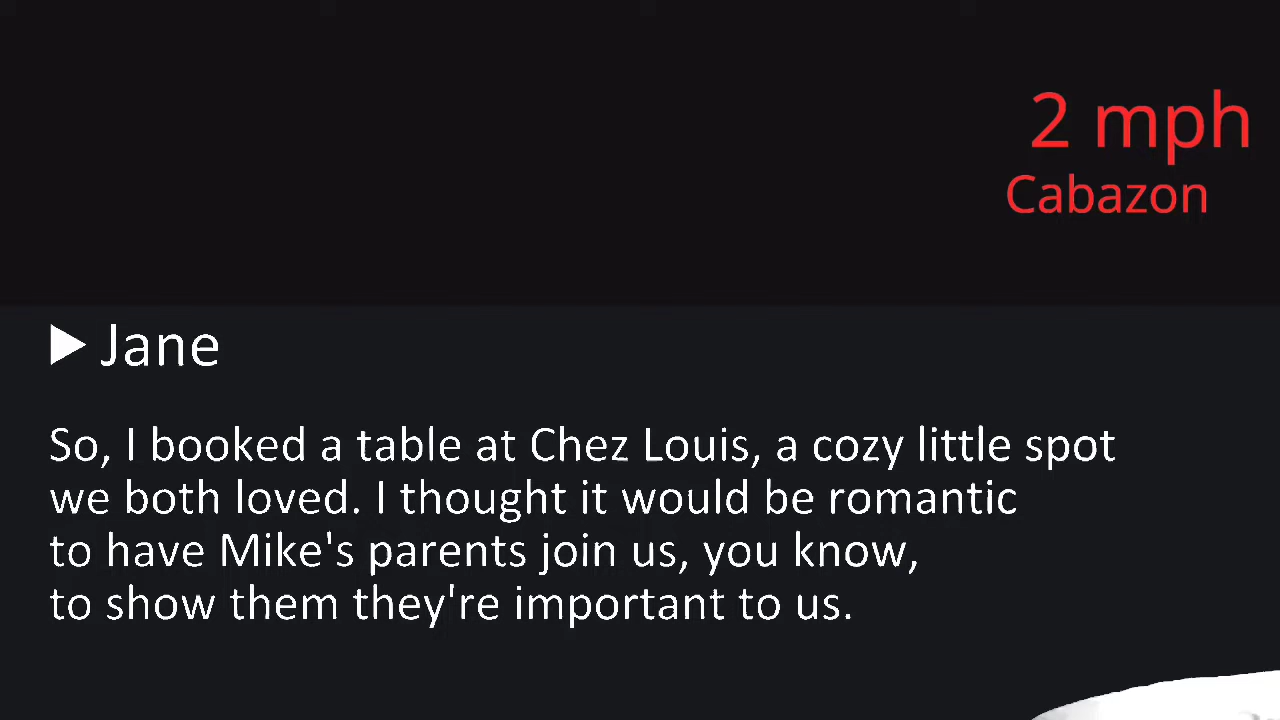 2 mph
Cabazon
Jane
So, I booked a table at Chez Louis, a cozy little spot
we both loved. I thought it would be romantic
to have Mike's parents join us, you know,
to show them they're important to us.